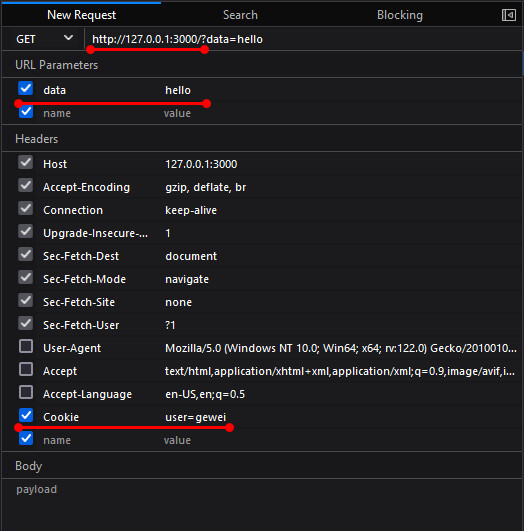 New Request Search Blocking
GET http://127.0.0.1:3000/?data=hello
URL Parameters
data hello
name value
Headers
Host 127.0.0.1:3000
Accept-Encoding gzip, deflate, br
Connection keep-alive
Upgrade-Insecure-... 1
Sec-Fetch-Dest document
Sec-Fetch-Mode navigate
Sec-Fetch-Site none
Sec-Fetch-User ?1
User-Agent Mozilla/5.0 (Windows NT 10.0; Win64; x64; rv:122.0) Gecko/2010010...
Accept text/html,application/xhtml+xml,application/xml;q=0.9,image/avif,i...
Accept-Language en-US,en;q=0.5
Cookie user=gewei
name value
Body
payload